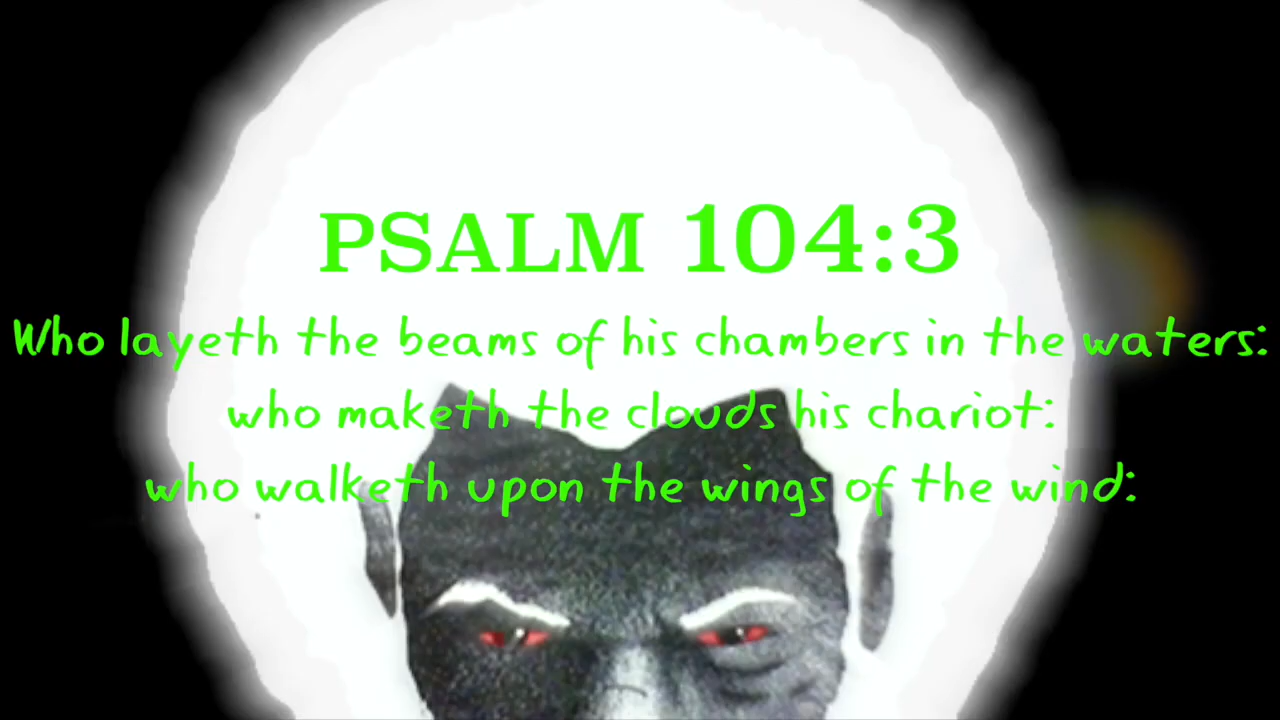 PSALM 104:3
Who layeth the beams of his chambers in the waters:
who maketh the clouds his chariot:
who walketh upon the wings of the wind: